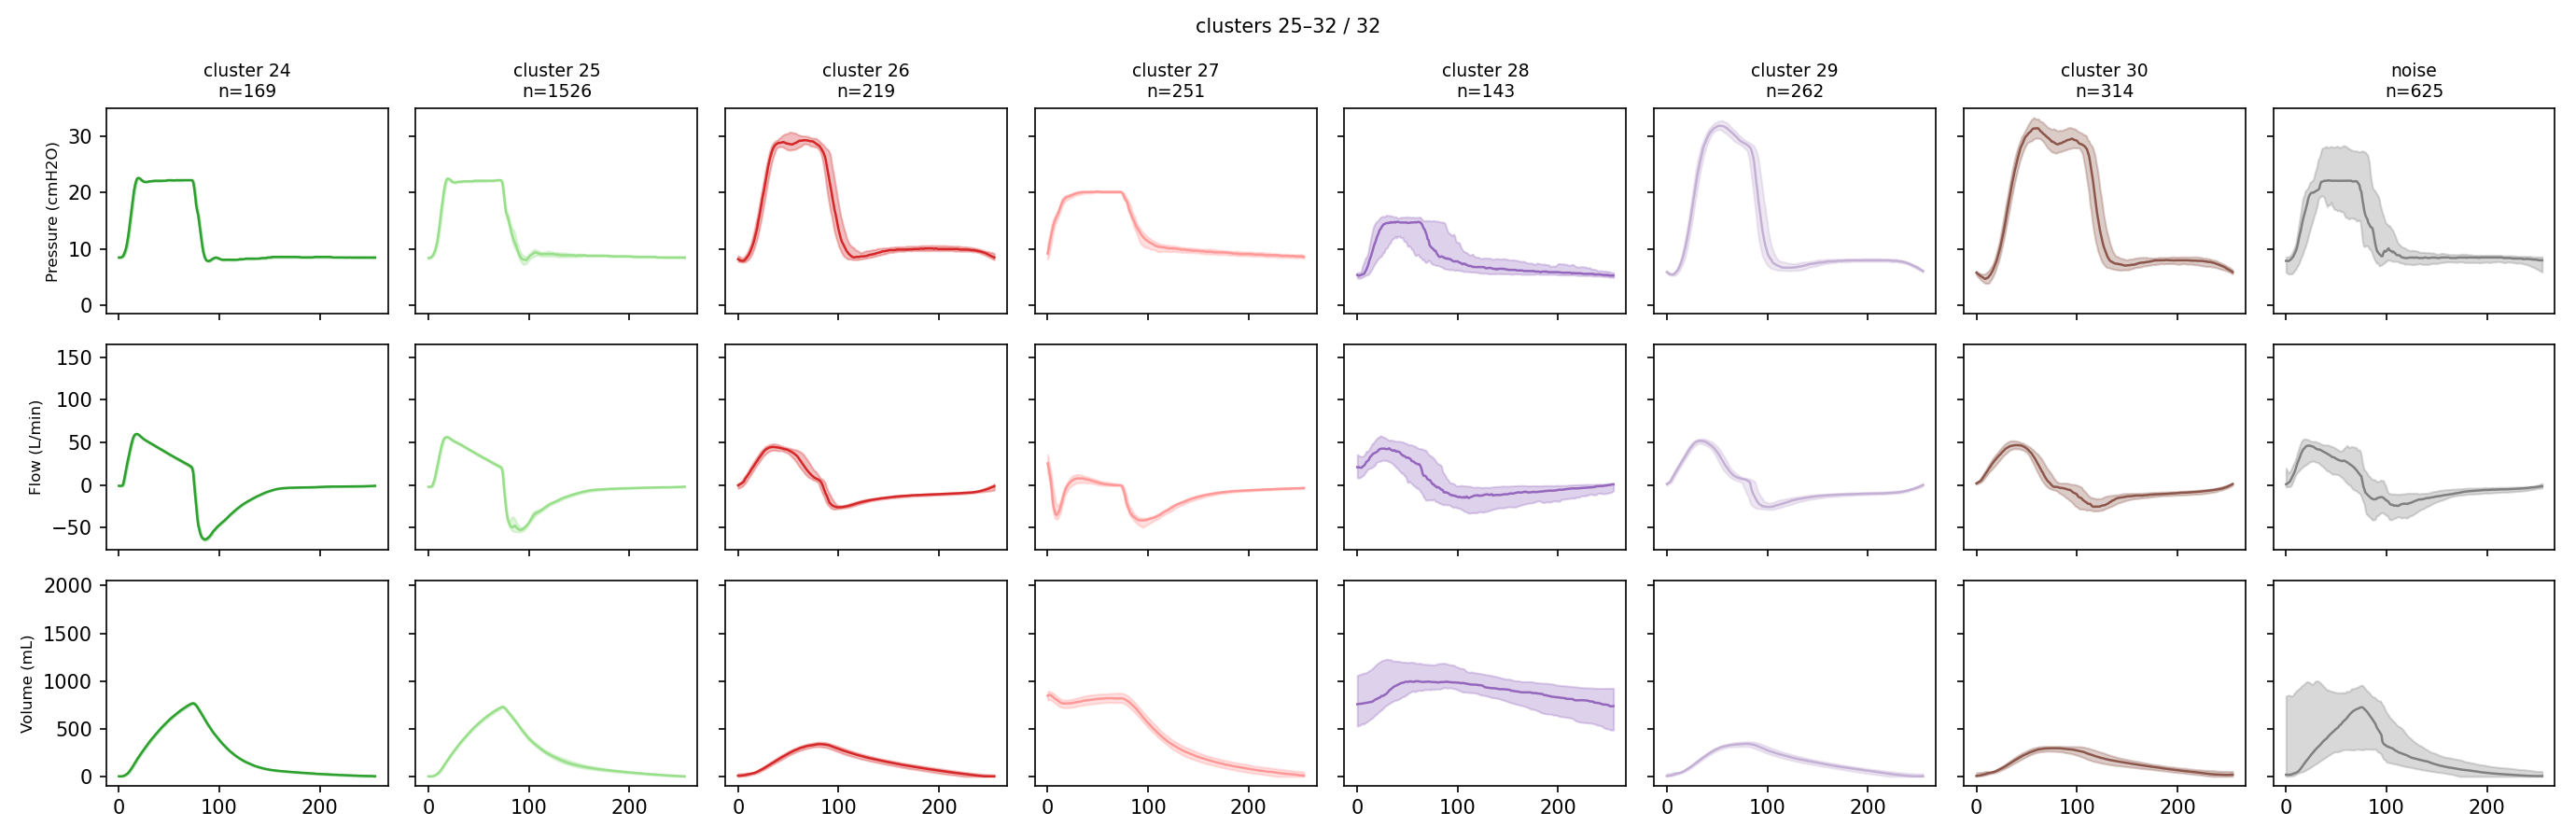 clusters 25–32 / 32
cluster 24
n=169
cluster 25
n=1526
cluster 26
n=219
cluster 27
n=251
cluster 28
n=143
cluster 29
n=262
cluster 30
n=314
noise
n=625
Pressure (cmH2O)
30
20
10
0
Flow (L/min)
150
100
50
0
−50
Volume (mL)
2000
1500
1000
500
0
0 100 200
0 100 200
0 100 200
0 100 200
0 100 200
0 100 200
0 100 200
0 100 200